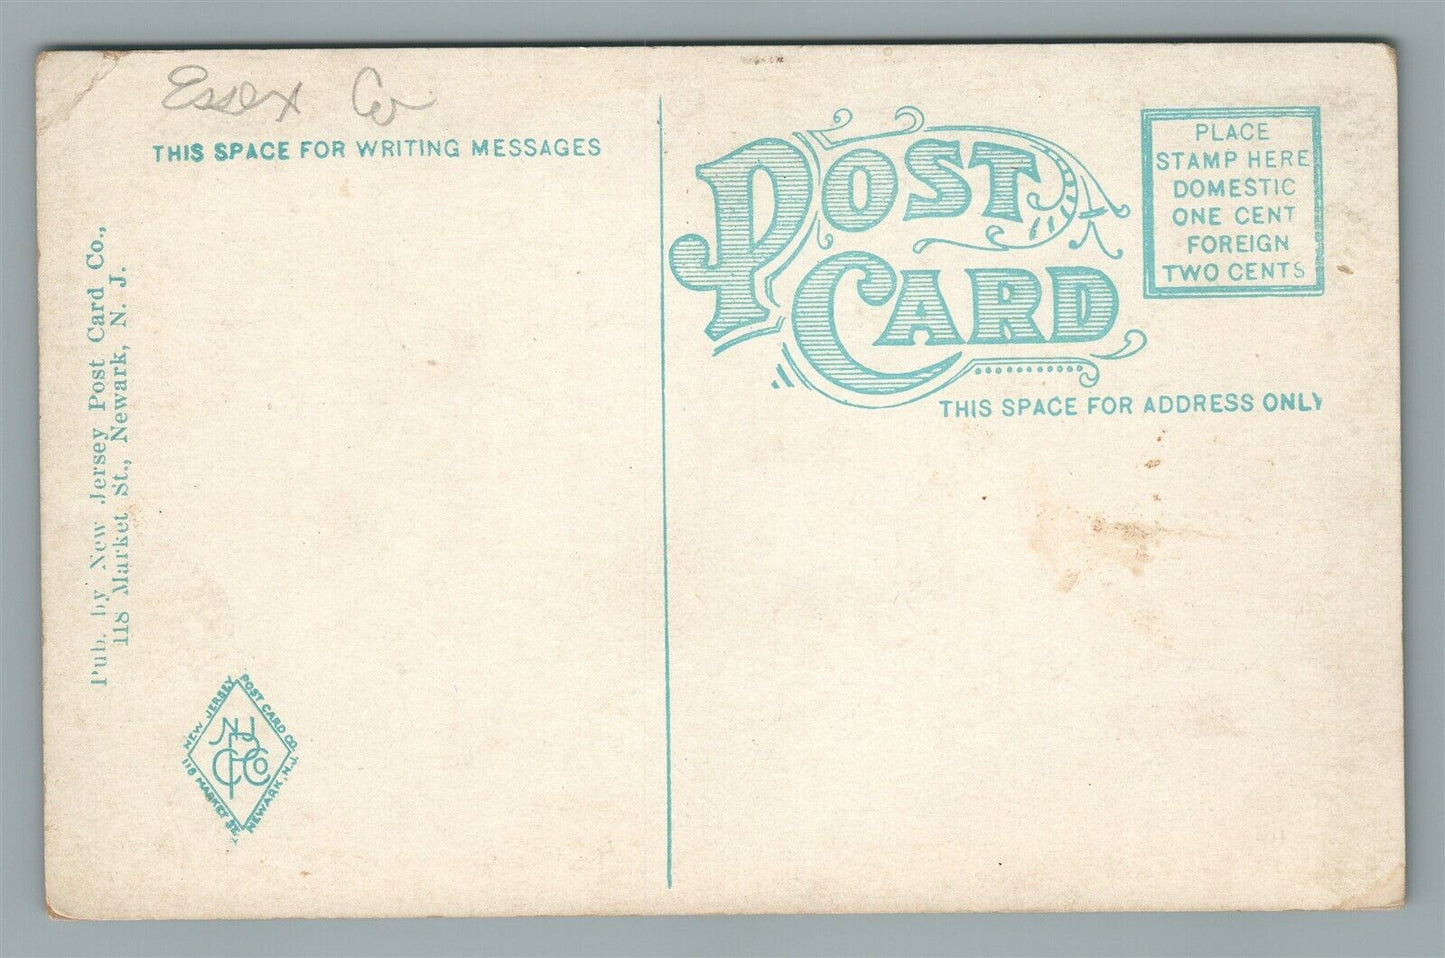 Essex Co
THIS SPACE FOR WRITING MESSAGES
Pub. by New Jersey Post Card Co.,
118 Market St., Newark, N. J.
NEW JERSEY POST CARD CO.
118 MARKET ST. NEWARK, N.J.
NJPCCo
POST
CARD
PLACE
STAMP HERE
DOMESTIC
ONE CENT
FOREIGN
TWO CENTS
THIS SPACE FOR ADDRESS ONLY